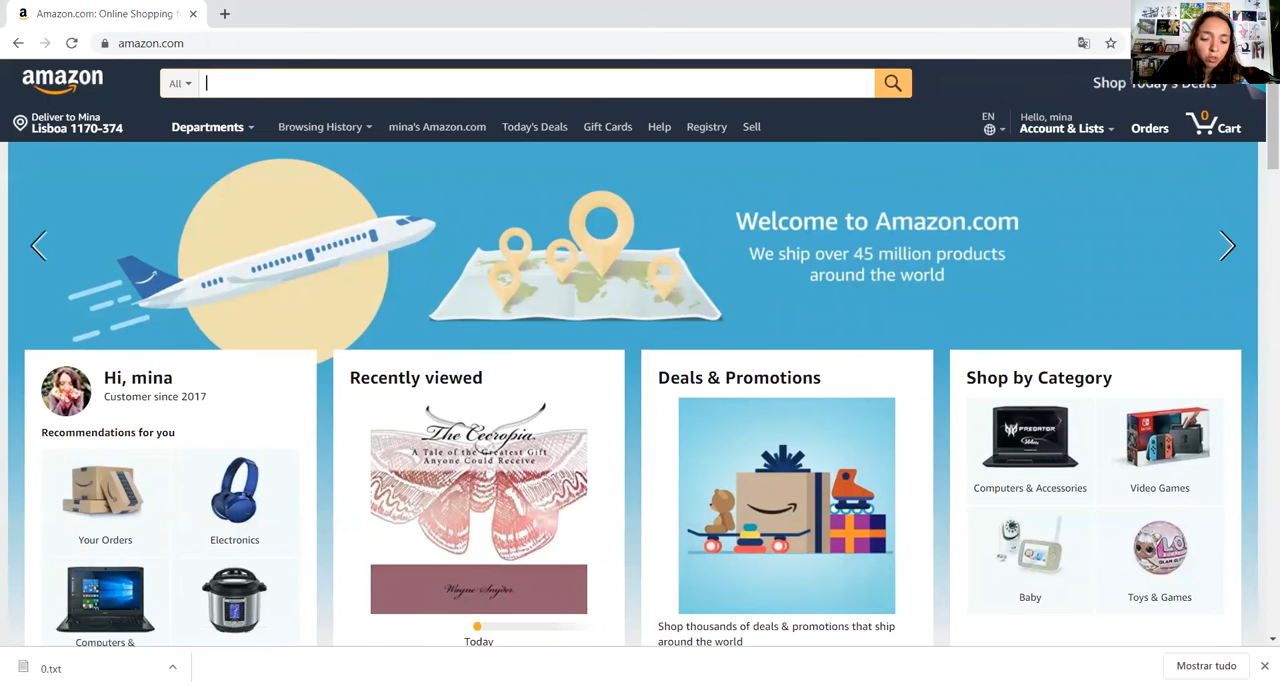 Amazon.com: Online Shopping f
amazon.com
amazon
All
Shop Today's Deals
Deliver to Mina
Lisboa 1170-374
Departments
Browsing History
mina's Amazon.com
Today's Deals
Gift Cards
Help
Registry
Sell
EN
Hello, mina
Account & Lists
Orders
0
Cart
Welcome to Amazon.com
We ship over 45 million products
around the world
Hi, mina
Customer since 2017
Recommendations for you
Your Orders
Electronics
Computers &
Recently viewed
The Cecropia
A Tale of the Greatest Gift
Anyone Could Receive
Wayne Snyder
Today
Deals & Promotions
Shop thousands of deals & promotions that ship
around the world
Shop by Category
PREDATOR
Computers & Accessories
Video Games
Baby
L.O.L.
Toys & Games
0.txt
Mostrar tudo